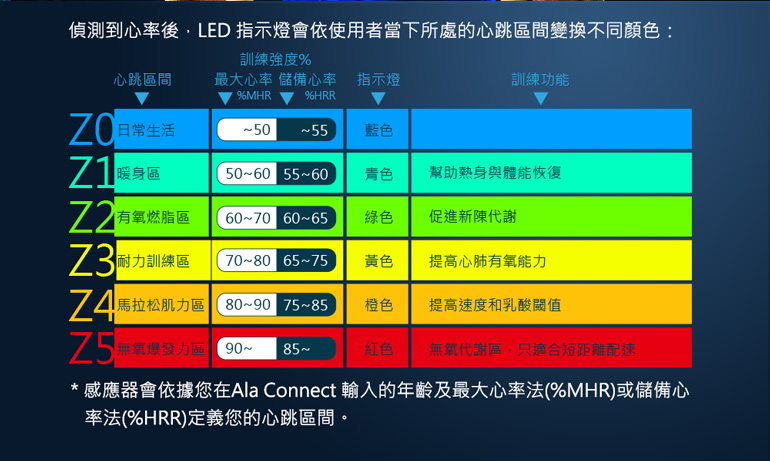 偵測到心率後，LED 指示燈會依使用者當下所處的心跳區間變換不同顏色：
訓練強度%
心跳區間 最大心率 儲備心率 指示燈 訓練功能
%MHR %HRR
Z0 日常生活 ~50 ~55 藍色
Z1 暖身區 50~60 55~60 青色 幫助熱身與體能恢復
Z2 有氧燃脂區 60~70 60~65 綠色 促進新陳代謝
Z3 耐力訓練區 70~80 65~75 黃色 提高心肺有氧能力
Z4 馬拉松肌力區 80~90 75~85 橙色 提高速度和乳酸閾值
Z5 無氧爆發力區 90~ 85~ 紅色 無氧代謝區，只適合短距離配速
* 感應器會依據您在Ala Connect 輸入的年齡及最大心率法(%MHR)或儲備心
率法(%HRR)定義您的心跳區間。